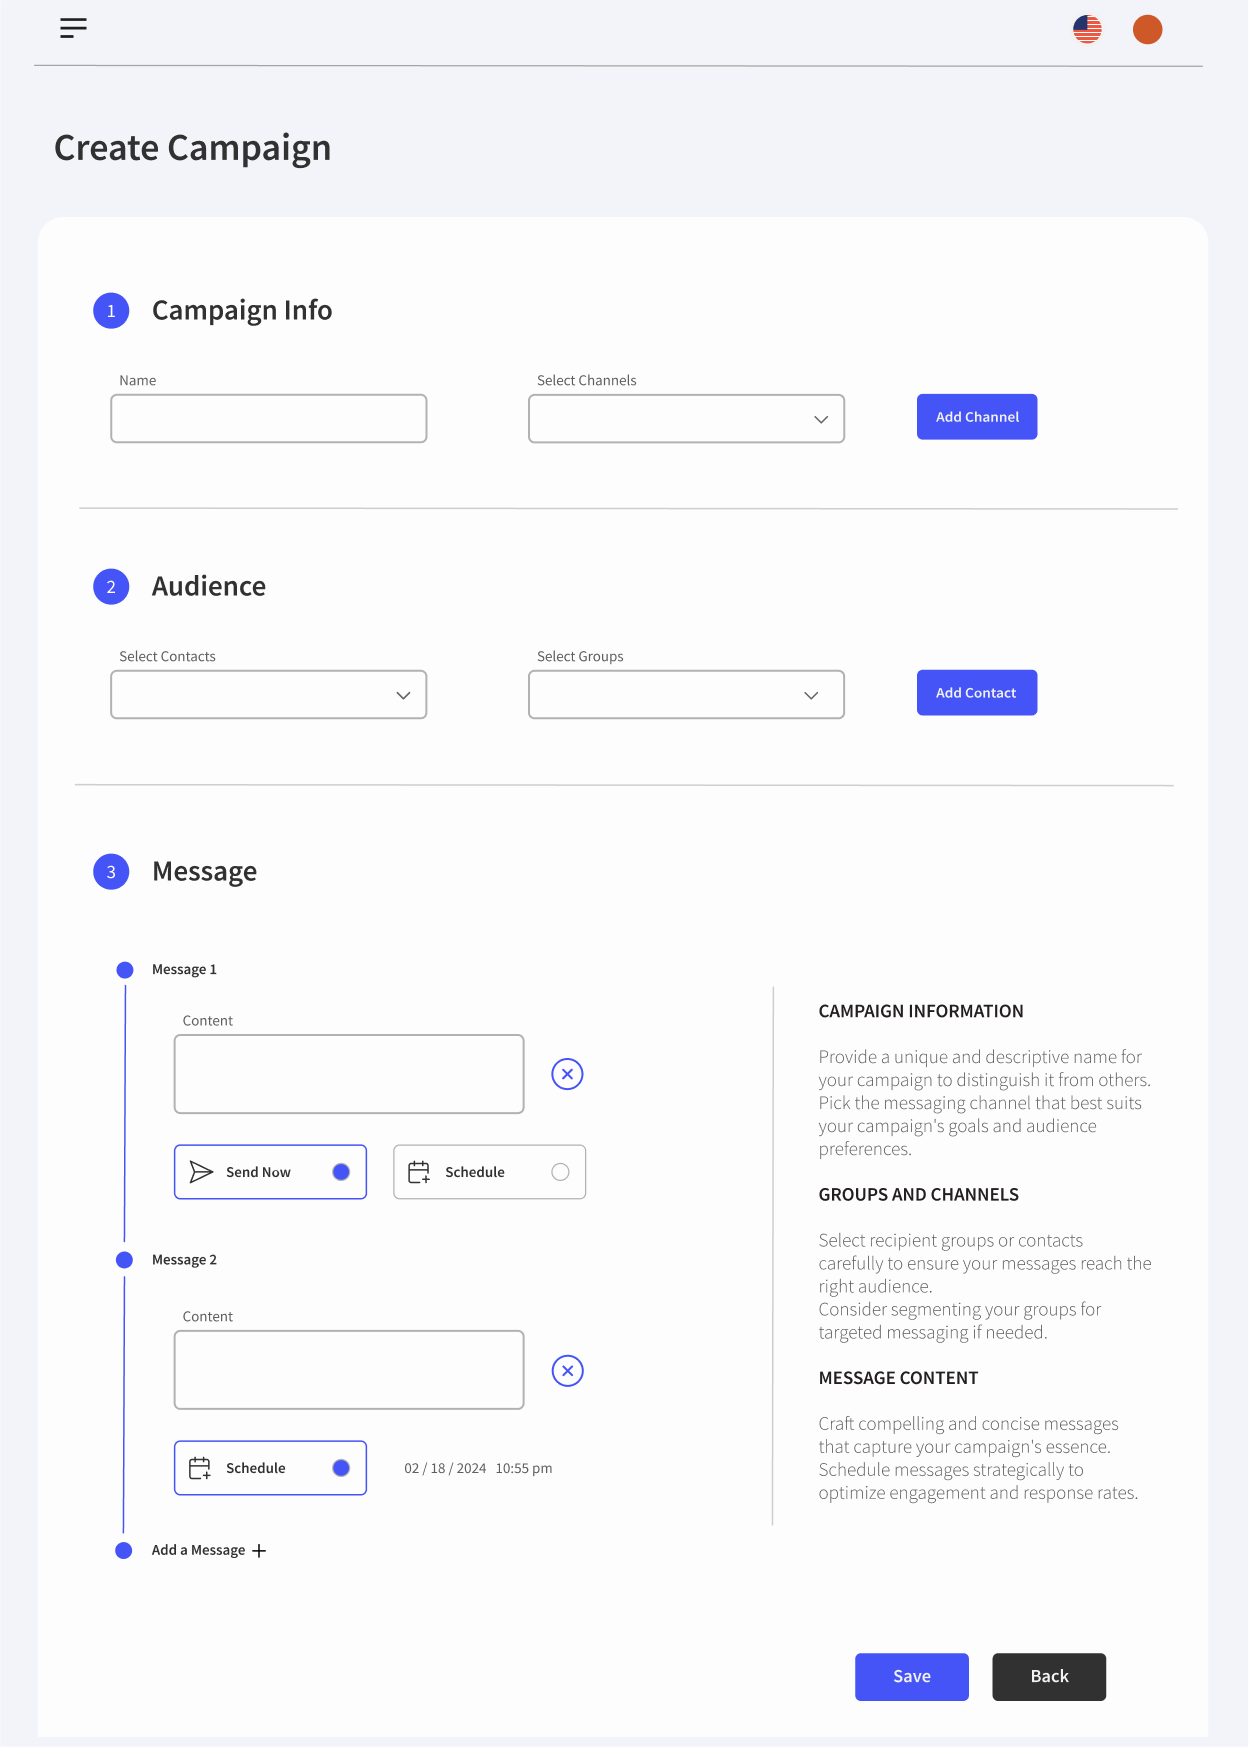 Create Campaign
1 Campaign Info
Name
Select Channels
Add Channel
2 Audience
Select Contacts
Select Groups
Add Contact
3 Message
Message 1
Content
Send Now
Schedule
Message 2
Content
Schedule
02 / 18 / 2024 10:55 pm
Add a Message +
CAMPAIGN INFORMATION
Provide a unique and descriptive name for
your campaign to distinguish it from others.
Pick the messaging channel that best suits
your campaign's goals and audience
preferences.
GROUPS AND CHANNELS
Select recipient groups or contacts
carefully to ensure your messages reach the
right audience.
Consider segmenting your groups for
targeted messaging if needed.
MESSAGE CONTENT
Craft compelling and concise messages
that capture your campaign's essence.
Schedule messages strategically to
optimize engagement and response rates.
Save
Back